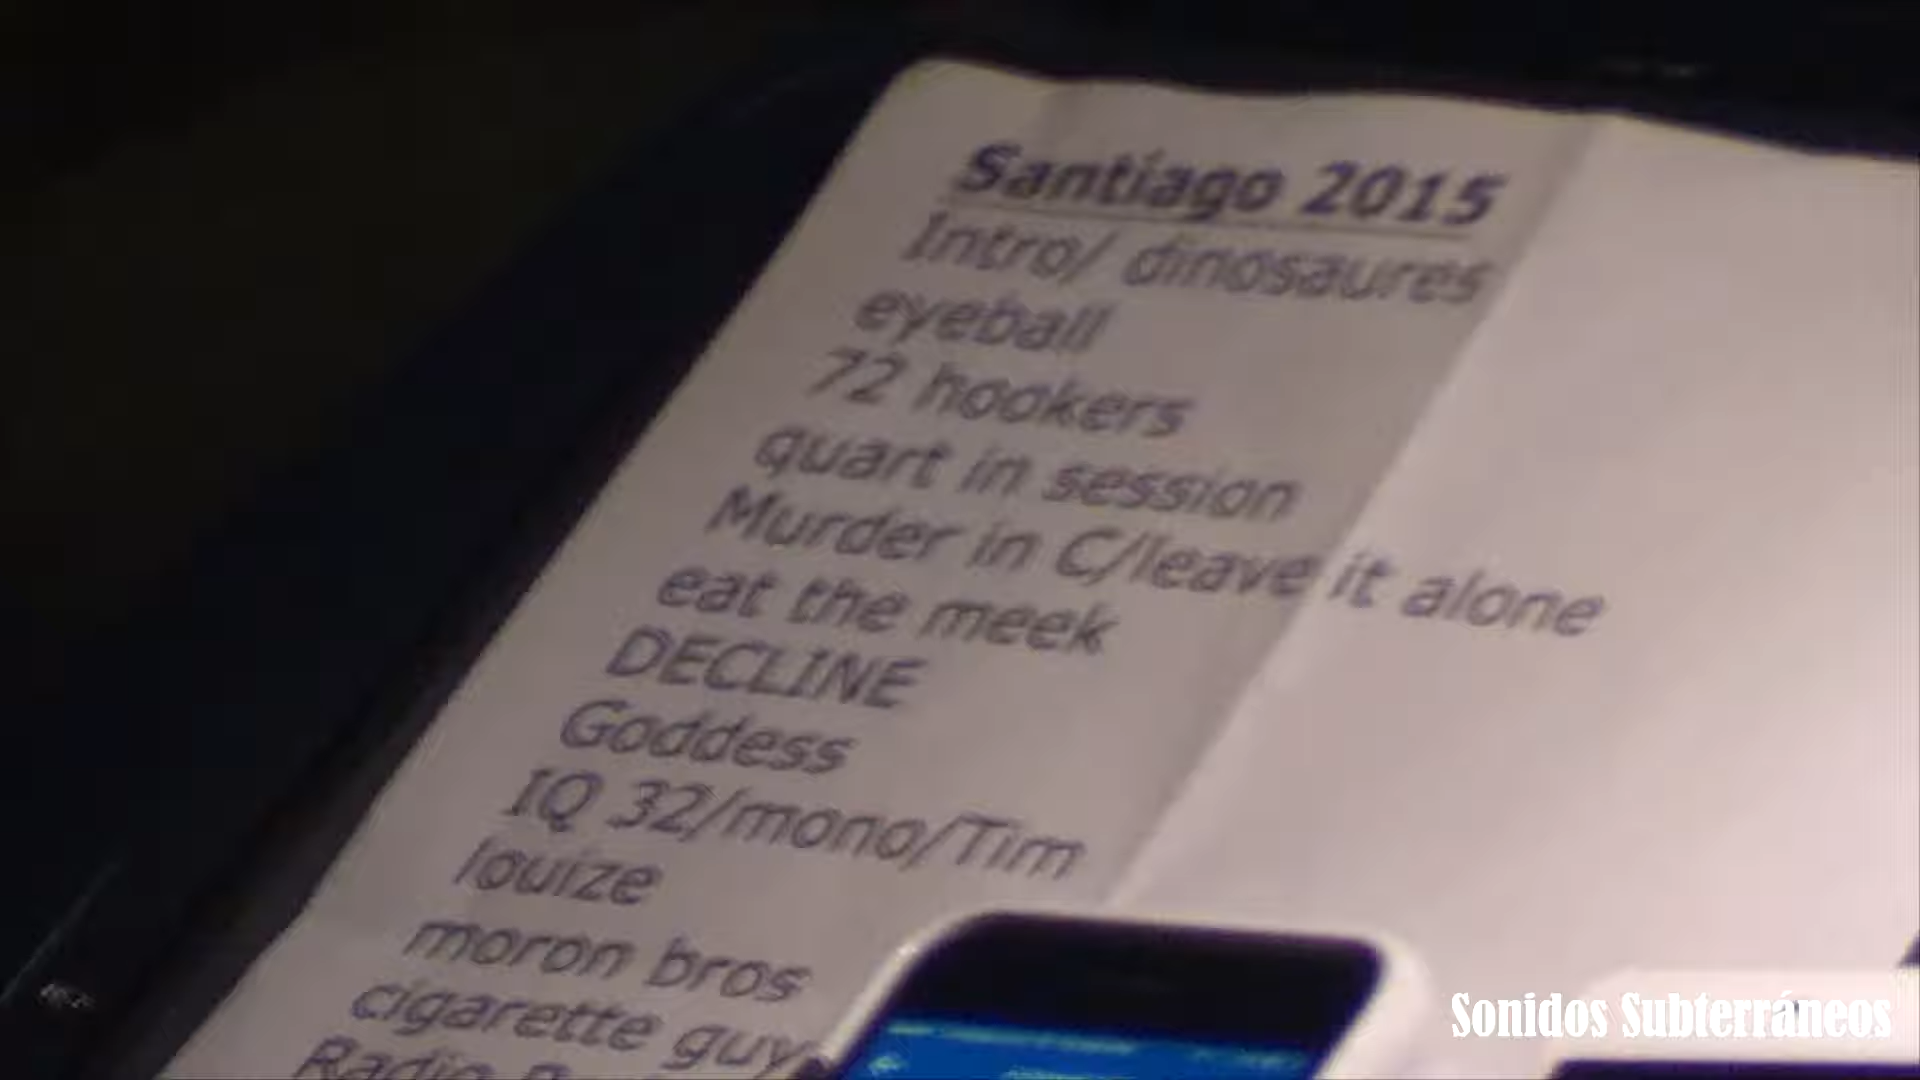 Santiago 2015
Intro/ dinosaures
eyeball
72 hookers
quart in session
Murder in C/leave it alone
eat the meek
DECLINE
Goddess
IQ 32/mono/Tim
louize
moron bros
cigarette guy
Radio
Sonidos Subterráneos